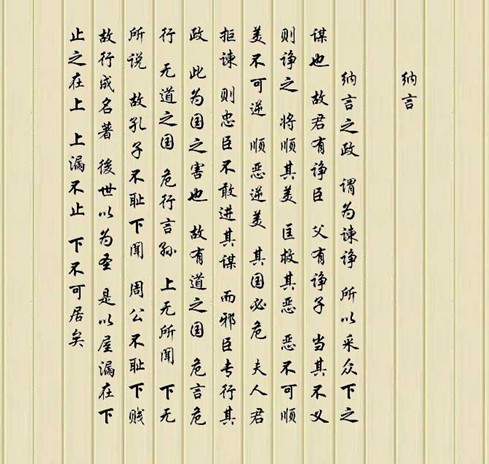 纳言
纳言之政 谓为谏诤 所以采众下之
谋也 故君有诤臣 父有诤子 当其不义
则诤之 将顺其美 匡救其恶 恶不可顺
美不可逆 顺恶逆美 其国必危 夫人君
拒谏 则忠臣不敢进其谋 而邪臣专行其
政 此为国之害也 故有道之国 危言危
行 无道之国 危行言孙 上无所闻 下无
所说 故孔子不耻下闻 周公不耻下贱
故行成名著 後世以为圣 是以屋漏在下
止之在上 上漏不止 下不可居矣